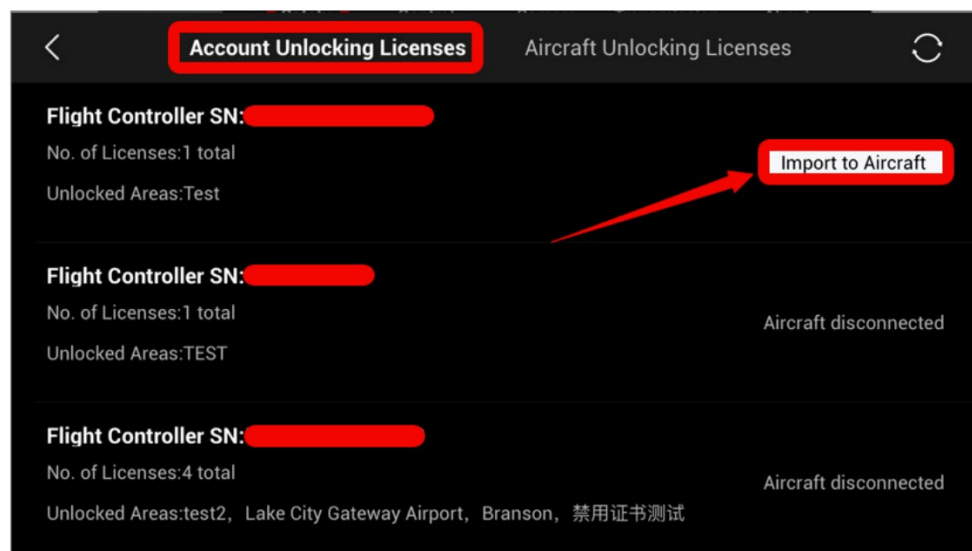 Account Unlocking Licenses Aircraft Unlocking Licenses
Flight Controller SN:
No. of Licenses:1 total
Import to Aircraft
Unlocked Areas:Test
Flight Controller SN:
No. of Licenses:1 total
Aircraft disconnected
Unlocked Areas:TEST
Flight Controller SN:
No. of Licenses:4 total
Aircraft disconnected
Unlocked Areas:test2，Lake City Gateway Airport，Branson，禁用证书测试